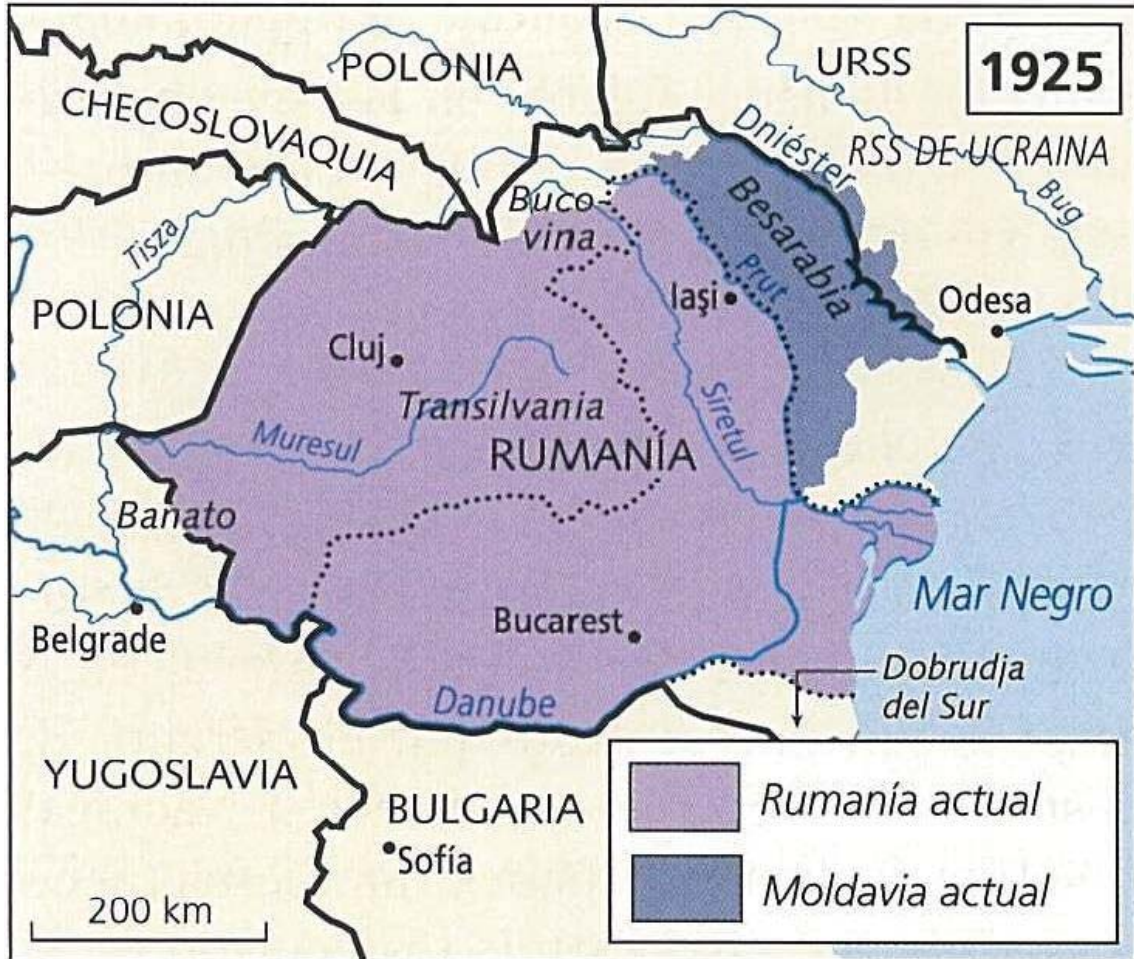 POLONIA
URSS
1925
CHECOSLOVAQUIA
Dniéster
RSS DE UCRAINA
Buco-
vina
Besarabia
Bug
Tisza
Prut
Iaşi
Odesa
POLONIA
Cluj
Transilvania
Siretul
Muresul
RUMANÍA
Banato
Mar Negro
Belgrade
Bucarest
Dobrudja
del Sur
Danube
YUGOSLAVIA
BULGARIA
Sofía
Rumanía actual
Moldavia actual
200 km